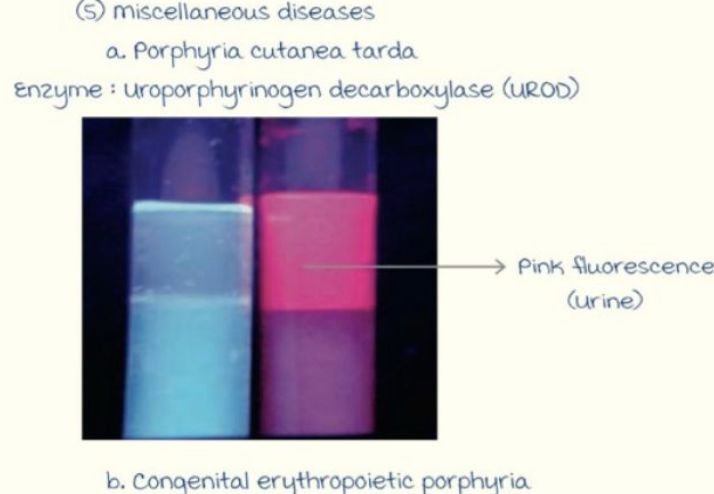 (5) miscellaneous diseases
a. Porphyria cutanea tarda
Enzyme : Uroporphyrinogen decarboxylase (UROD)
Pink fluorescence
(urine)
b. Congenital erythropoietic porphyria